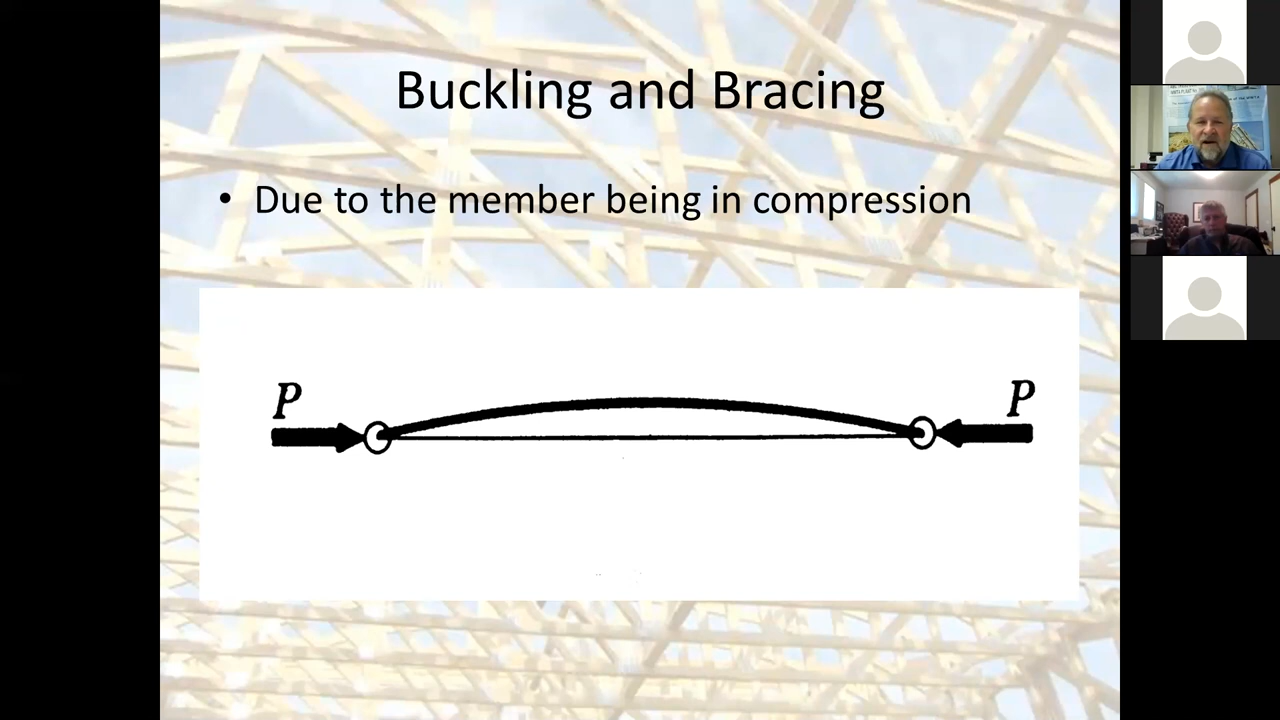 Buckling and Bracing
• Due to the member being in compression
P
P